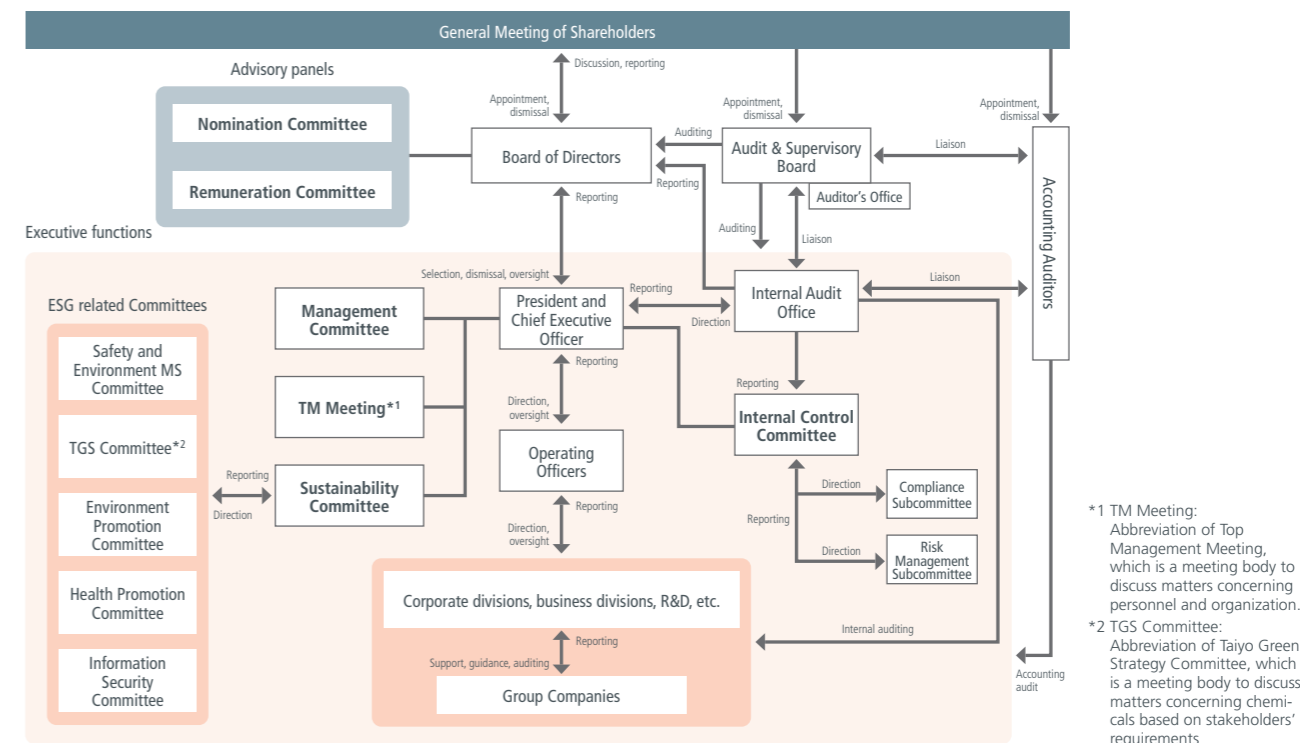 General Meeting of Shareholders
Advisory panels
Discussion, reporting
Appointment,
dismissal
Appointment,
dismissal
Appointment,
dismissal
Nomination Committee
Remuneration Committee
Board of Directors
Auditing
Reporting
Audit & Supervisory
Board
Auditor's Office
Liaison
Accounting Auditors
Reporting
Auditing
Liaison
Executive functions
Selection, dismissal, oversight
ESG related Committees
Safety and
Environment MS
Committee
TGS Committee*2
Environment
Promotion
Committee
Health Promotion
Committee
Information
Security
Committee
Reporting
Direction
Management
Committee
TM Meeting*1
Sustainability
Committee
President and
Chief Executive
Officer
Reporting
Direction
Internal Audit
Office
Liaison
Reporting
Direction,
oversight
Operating
Officers
Reporting
Direction,
oversight
Reporting
Internal Control
Committee
Direction
Compliance
Subcommittee
Reporting
Direction
Risk
Management
Subcommittee
Corporate divisions, business divisions, R&D, etc.
Reporting
Support, guidance, auditing
Group Companies
Internal auditing
Accounting
audit
*1 TM Meeting:
Abbreviation of Top
Management Meeting,
which is a meeting body to
discuss matters concerning
personnel and organization.
*2 TGS Committee:
Abbreviation of Taiyo Green
Strategy Committee, which
is a meeting body to discuss
matters concerning chemi-
cals based on stakeholders'
requirements